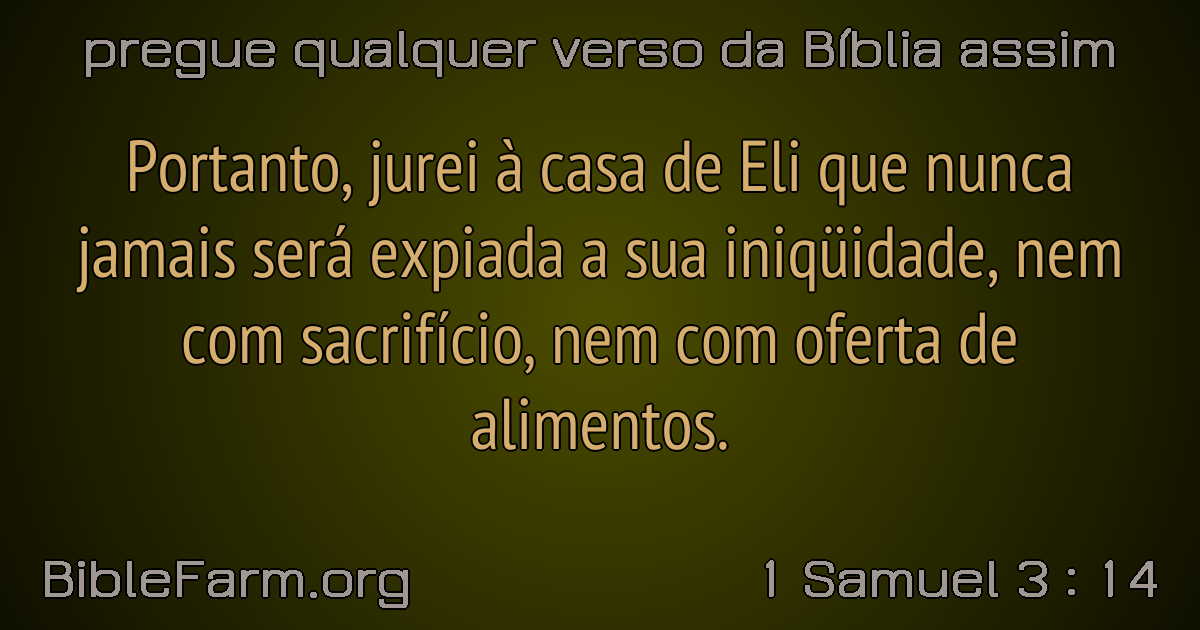 pregue qualquer verso da Bíblia assim
Portanto, jurei à casa de Eli que nunca
jamais será expiada a sua iniqüidade, nem
com sacrifício, nem com oferta de
alimentos.
BibleFarm.org
1 Samuel 3 : 14